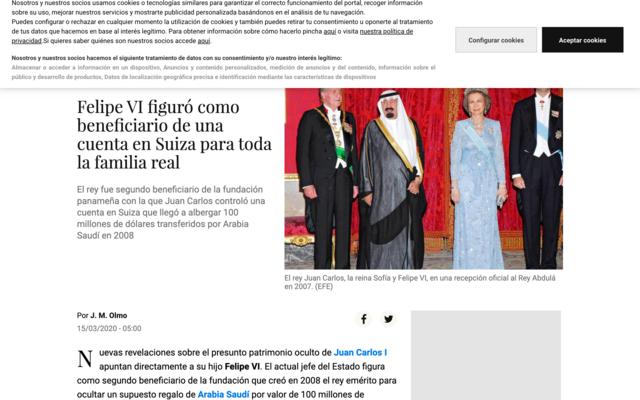 Nosotros y nuestros socios usamos cookies o tecnologías similares para garantizar el correcto funcionamiento del portal, recoger información
sobre su uso, mejorar nuestros servicios y mostrarte publicidad personalizada basándonos en el análisis de tu navegación.
Puedes configurar o rechazar en cualquier momento la utilización de cookies y también puedes retirar tu consentimiento u oponerte al tratamiento
de tus datos que hacemos en base al interés legítimo. Para obtener información sobre cómo hacerlo pincha aquí o visita nuestra política de
privacidad.Si quieres saber quiénes son nuestros socios accede aquí.
Nosotros y nuestros socios hacemos el siguiente tratamiento de datos con su consentimiento y/o nuestro interés legítimo:
Almacenar o acceder a información en un dispositivo, Anuncios y contenido personalizados, medición de anuncios y del contenido, información sobre el
público y desarrollo de productos, Datos de localización geográfica precisa e identificación mediante las características de dispositivos
Configurar cookies
Aceptar cookies
Felipe VI figuró como
beneficiario de una
cuenta en Suiza para toda
la familia real
El rey fue segundo beneficiario de la fundación
panameña con la que Juan Carlos controló una
cuenta en Suiza que llegó a albergar 100
millones de dólares transferidos por Arabia
Saudí en 2008
El rey Juan Carlos, la reina Sofía y Felipe VI, en una recepción oficial al Rey Abdulá
en 2007. (EFE)
Por J. M. Olmo
15/03/2020 - 05:00
Nuevas revelaciones sobre el presunto patrimonio oculto de Juan Carlos I
apuntan directamente a su hijo Felipe VI. El actual jefe del Estado figura
como segundo beneficiario de la fundación que creó en 2008 el rey emérito para
ocultar un supuesto regalo de Arabia Saudí por valor de 100 millones de